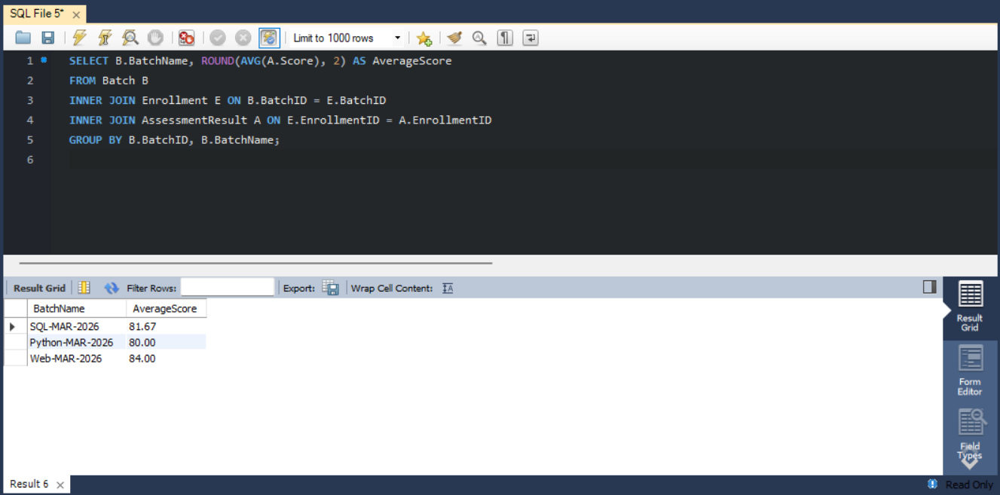 SQL File 5*
Limit to 1000 rows
1 SELECT B.BatchName, ROUND(AVG(A.Score), 2) AS AverageScore
2 FROM Batch B
3 INNER JOIN Enrollment E ON B.BatchID = E.BatchID
4 INNER JOIN AssessmentResult A ON E.EnrollmentID = A.EnrollmentID
5 GROUP BY B.BatchID, B.BatchName;
6
Result Grid Filter Rows: Export: Wrap Cell Content:
BatchName AverageScore
SQL-MAR-2026 81.67
Python-MAR-2026 80.00
Web-MAR-2026 84.00
Result
Grid
Form
Editor
Field
Types
Result 6 Read Only